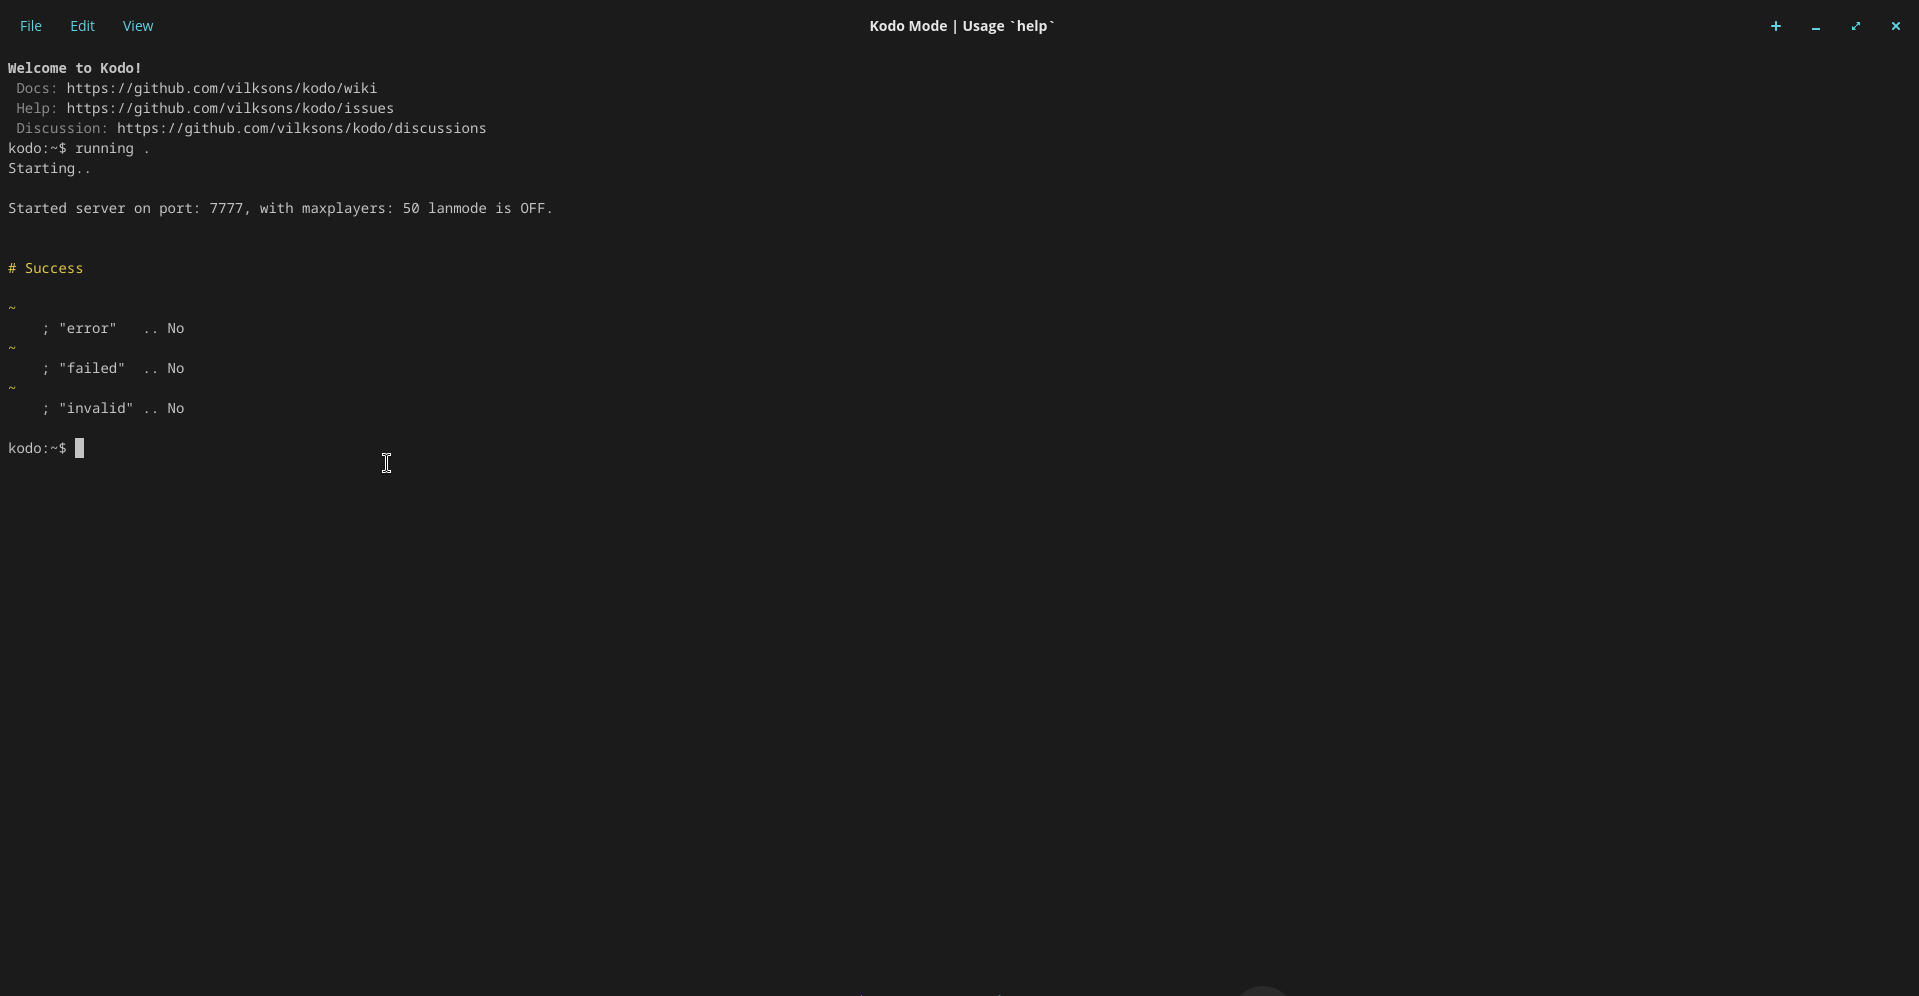 File Edit View Kodo Mode | Usage `help`
Welcome to Kodo!
Docs: https://github.com/vilksons/kodo/wiki
Help: https://github.com/vilksons/kodo/issues
Discussion: https://github.com/vilksons/kodo/discussions
kodo:~$ running .
Starting..
Started server on port: 7777, with maxplayers: 50 lanmode is OFF.
# Success
~
; "error" .. No
~
; "failed" .. No
~
; "invalid" .. No
kodo:~$